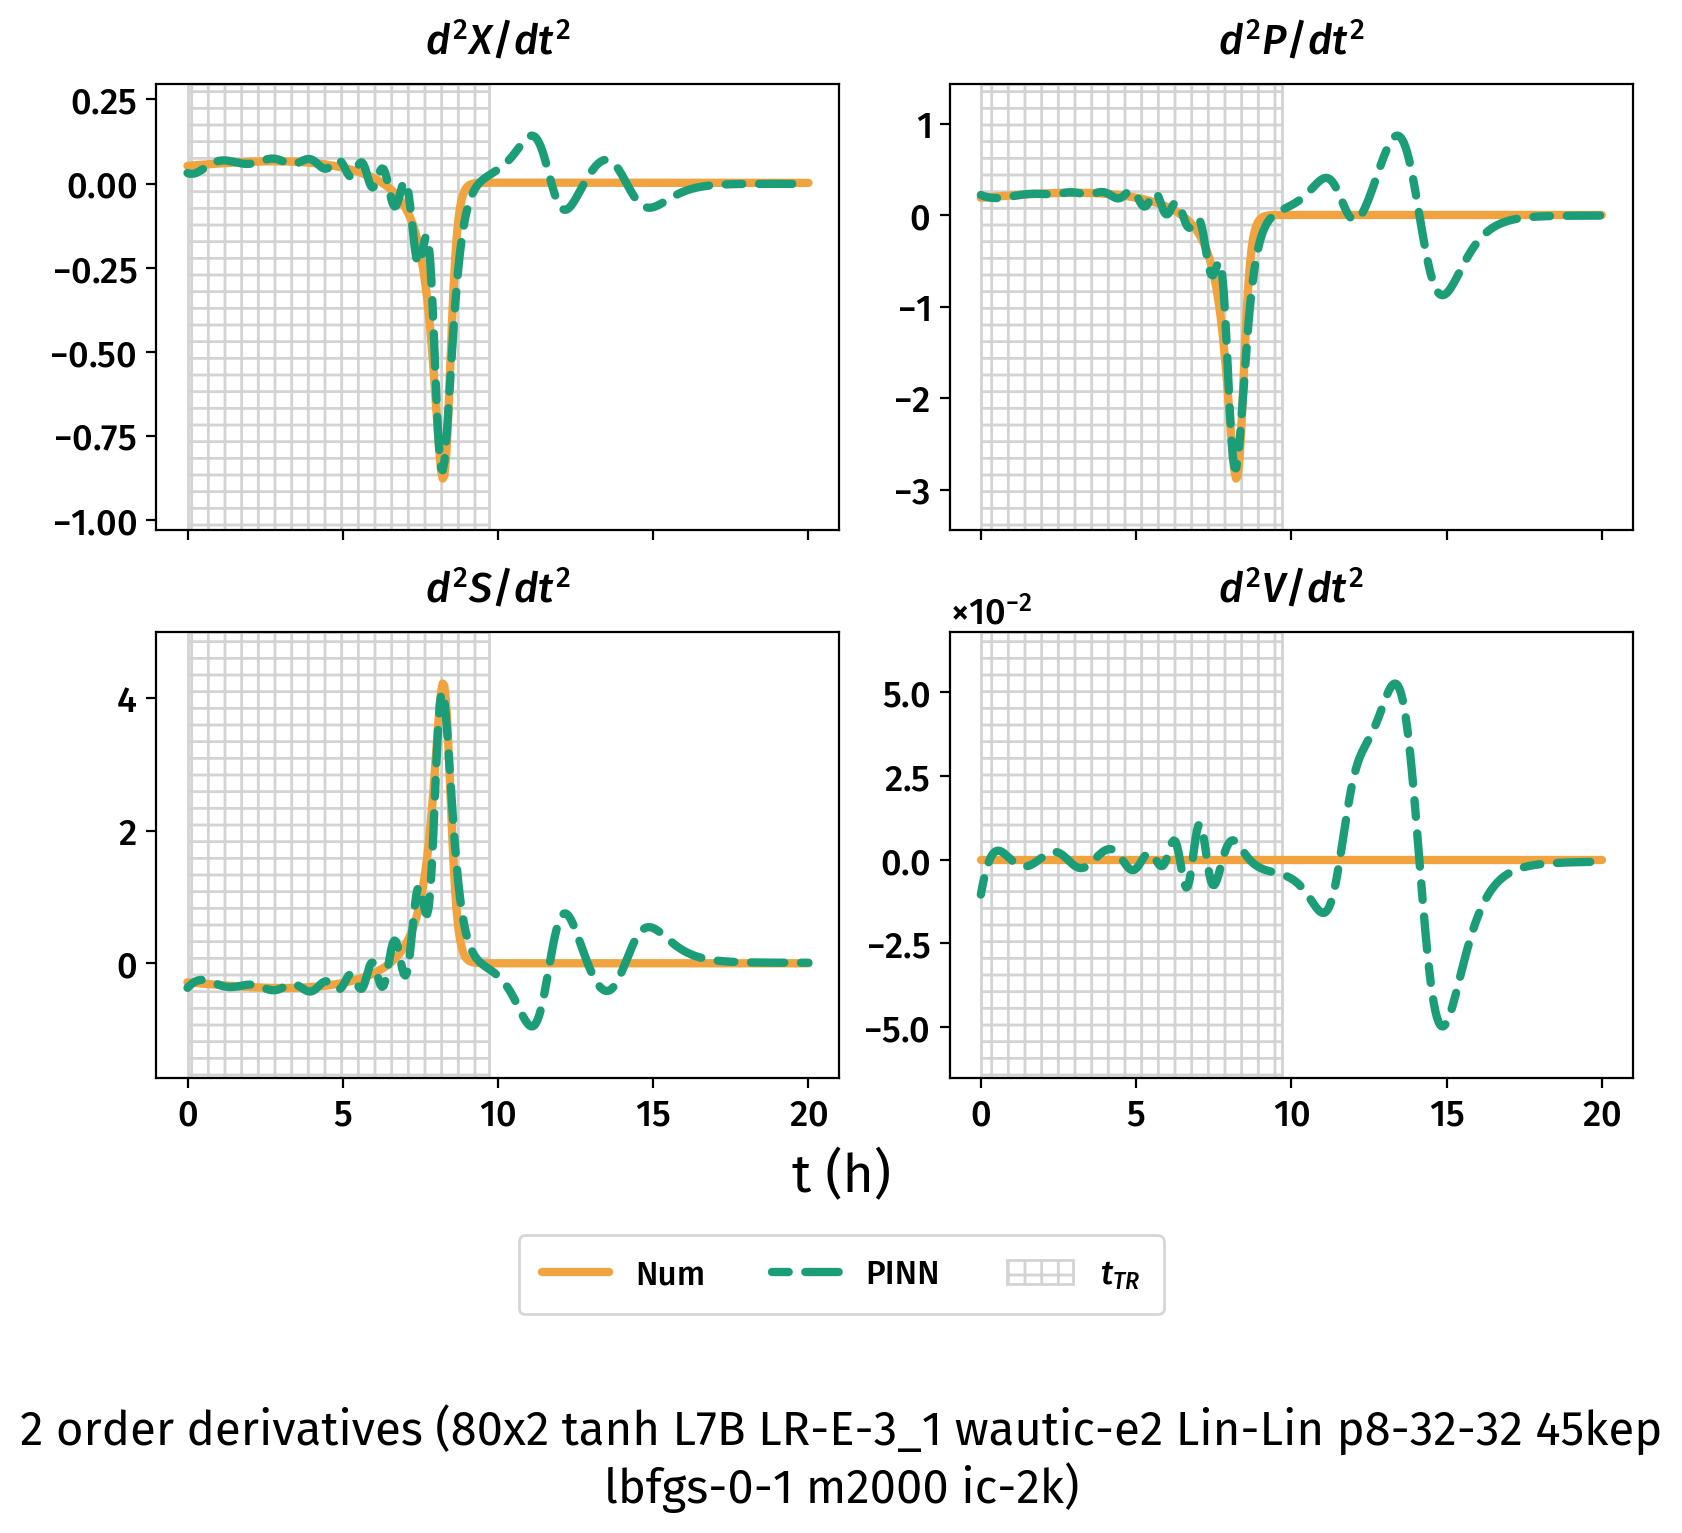 d²X/dt²
d²P/dt²
0.25
0.00
−0.25
−0.50
−0.75
−1.00
1
0
−1
−2
−3
d²S/dt²
d²V/dt²
×10⁻²
4
2
0
5.0
2.5
0.0
−2.5
−5.0
0 5 10 15 20
0 5 10 15 20
t (h)
Num PINN t_TR
2 order derivatives (80x2 tanh L7B LR-E-3_1 wautic-e2 Lin-Lin p8-32-32 45kep
lbfgs-0-1 m2000 ic-2k)